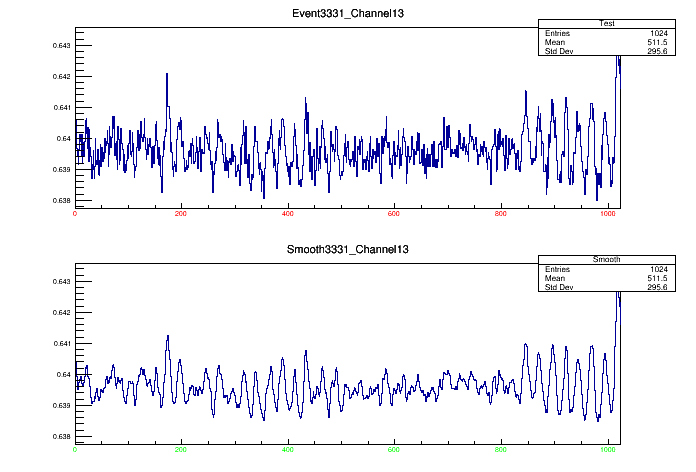 Event3331_Channel13
Test
Entries 1024
Mean 511.5
Std Dev 295.6
0.643
0.642
0.641
0.64
0.639
0.638
0 200 400 600 800 1000
Smooth3331_Channel13
Smooth
Entries 1024
Mean 511.5
Std Dev 295.6
0.643
0.642
0.641
0.64
0.639
0.638
0 200 400 600 800 1000